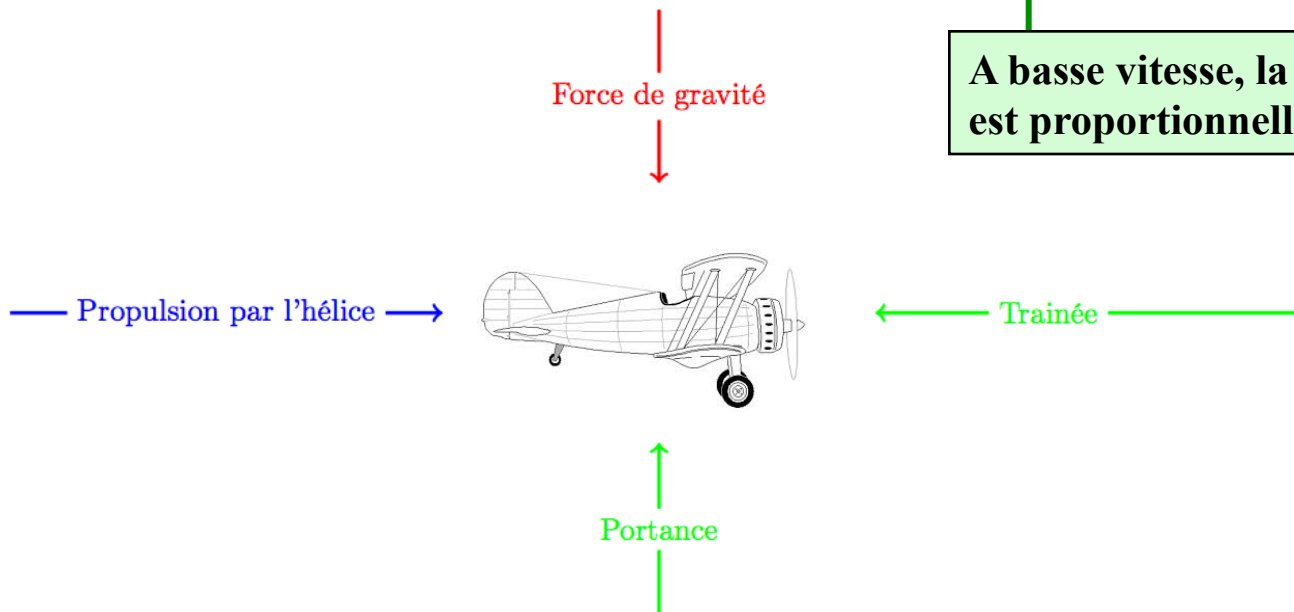 A basse vitesse, la
est proportionnell
Force de gravité
Propulsion par l'hélice
Trainée
Portance